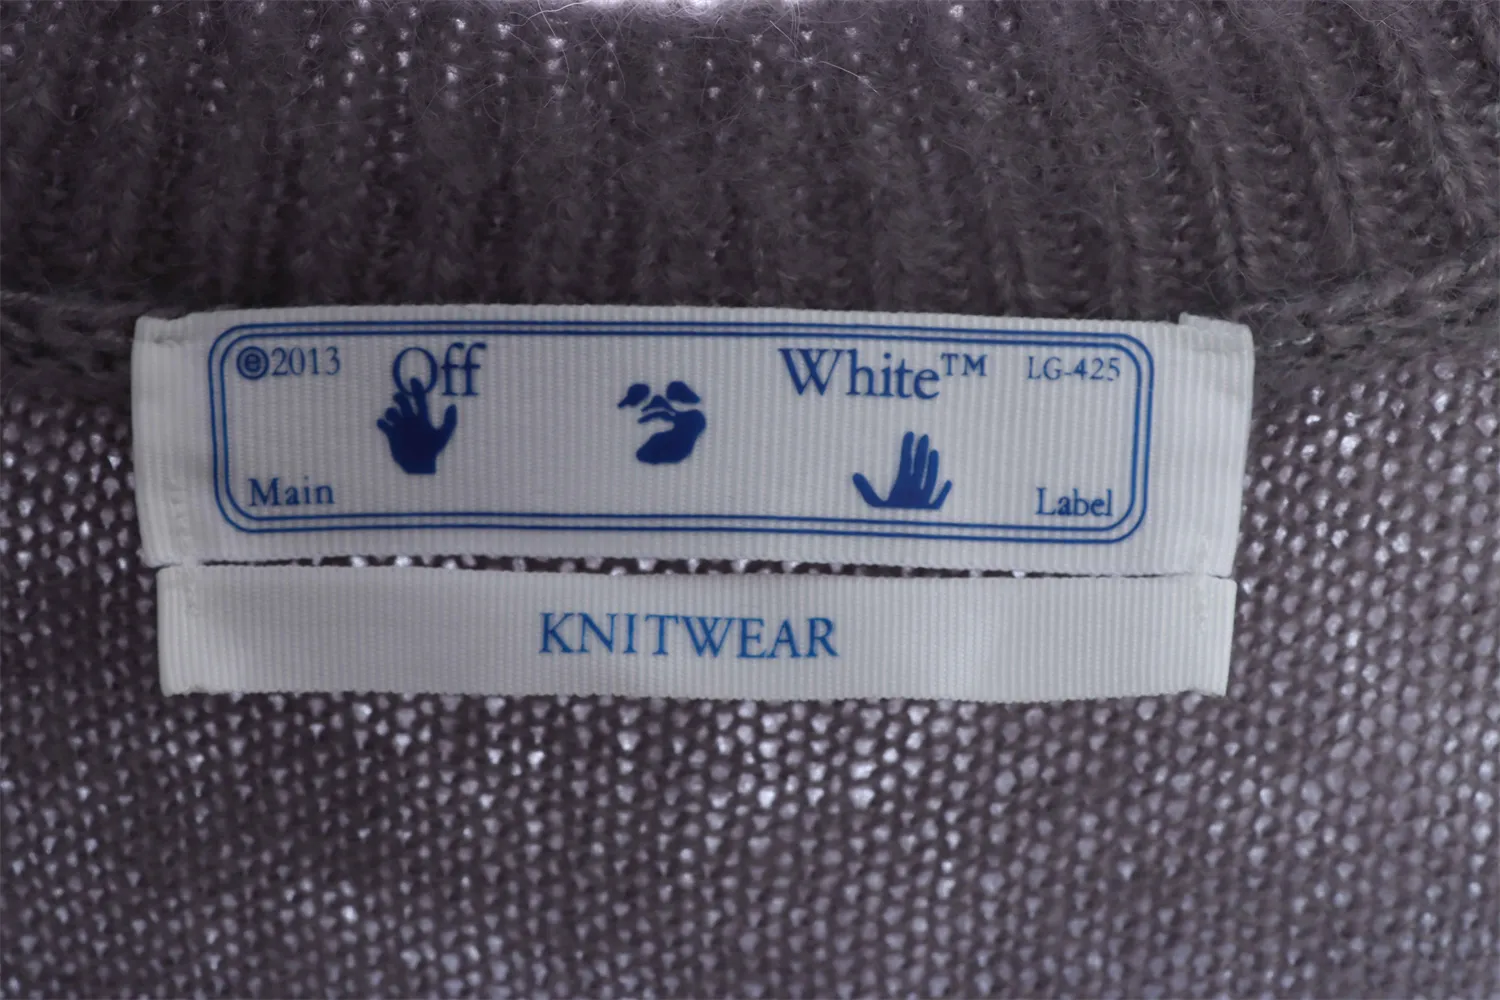 ©2013 Off White™ LG-425
Main Label
KNITWEAR